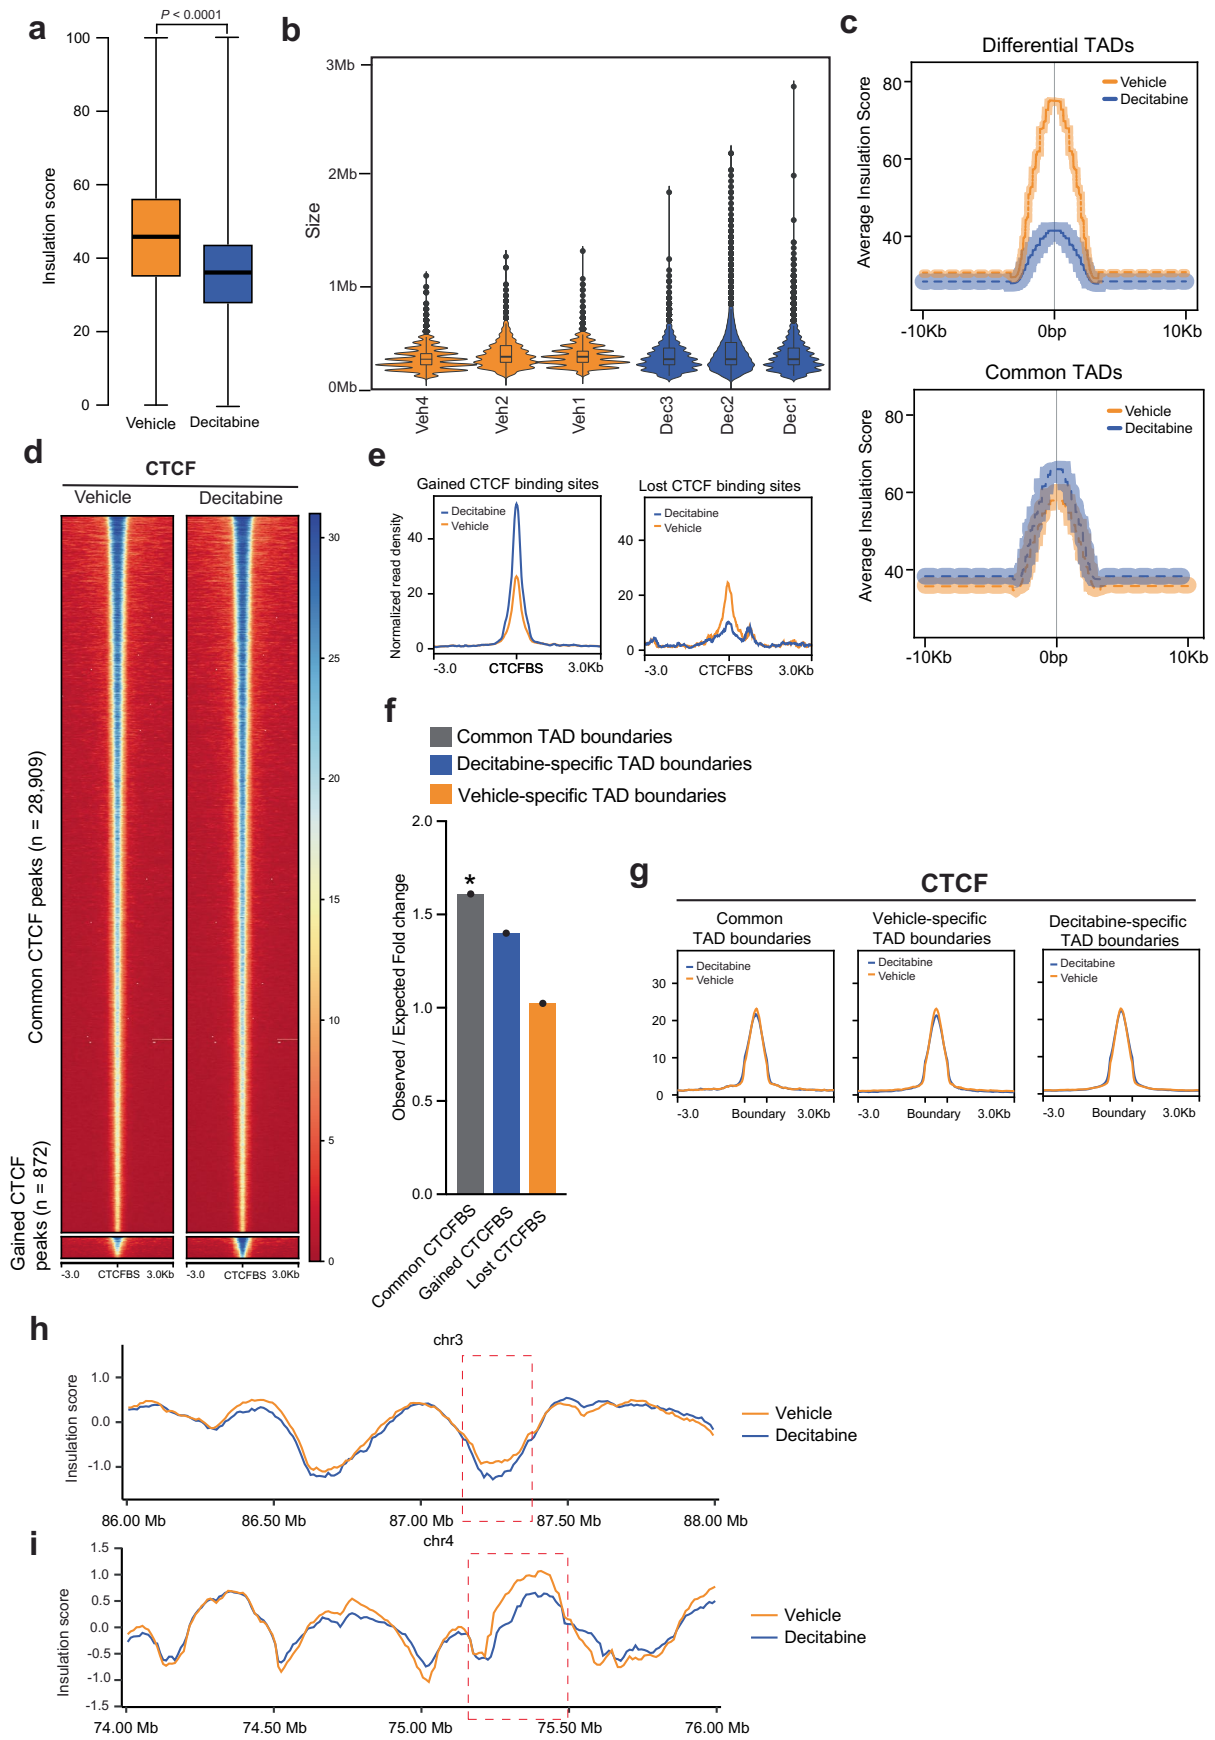 a
P < 0.0001
Insulation score
100
80
60
40
20
0
Vehicle
Decitabine
b
3Mb
2Mb
1Mb
0Mb
Size
Veh4
Veh2
Veh1
Dec3
Dec2
Dec1
c
Differential TADs
Average Insulation Score
80
40
Vehicle
Decitabine
-10Kb
0bp
10Kb
Common TADs
Average Insulation Score
80
60
40
Vehicle
Decitabine
-10Kb
0bp
10Kb
d
CTCF
Vehicle
Decitabine
Common CTCF peaks (n = 28,909)
Gained CTCF
peaks (n = 872)
30
25
20
15
10
5
0
-3.0 CTCFBS 3.0Kb
-3.0 CTCFBS 3.0Kb
e
Gained CTCF binding sites
Normalized read density
40
20
0
Decitabine
Vehicle
-3.0 CTCFBS 3.0Kb
Lost CTCF binding sites
40
20
0
Decitabine
Vehicle
-3.0 CTCFBS 3.0Kb
f
Common TAD boundaries
Decitabine-specific TAD boundaries
Vehicle-specific TAD boundaries
Observed / Expected Fold change
2.0
1.5
1.0
0.5
0.0
*
Common CTCFBS
Gained CTCFBS
Lost CTCFBS
g
CTCF
Common
TAD boundaries
Decitabine
Vehicle
30
20
10
0
-3.0 Boundary 3.0Kb
Vehicle-specific
TAD boundaries
Decitabine
Vehicle
-3.0 Boundary 3.0Kb
Decitabine-specific
TAD boundaries
Decitabine
Vehicle
-3.0 Boundary 3.0Kb
h
chr3
Insulation score
1.0
0.0
-1.0
86.00 Mb
86.50 Mb
87.00 Mb
87.50 Mb
88.00 Mb
Vehicle
Decitabine
i
chr4
Insulation score
1.5
1.0
0.5
0.0
-0.5
-1.0
-1.5
74.00 Mb
74.50 Mb
75.00 Mb
75.50 Mb
76.00 Mb
Vehicle
Decitabine